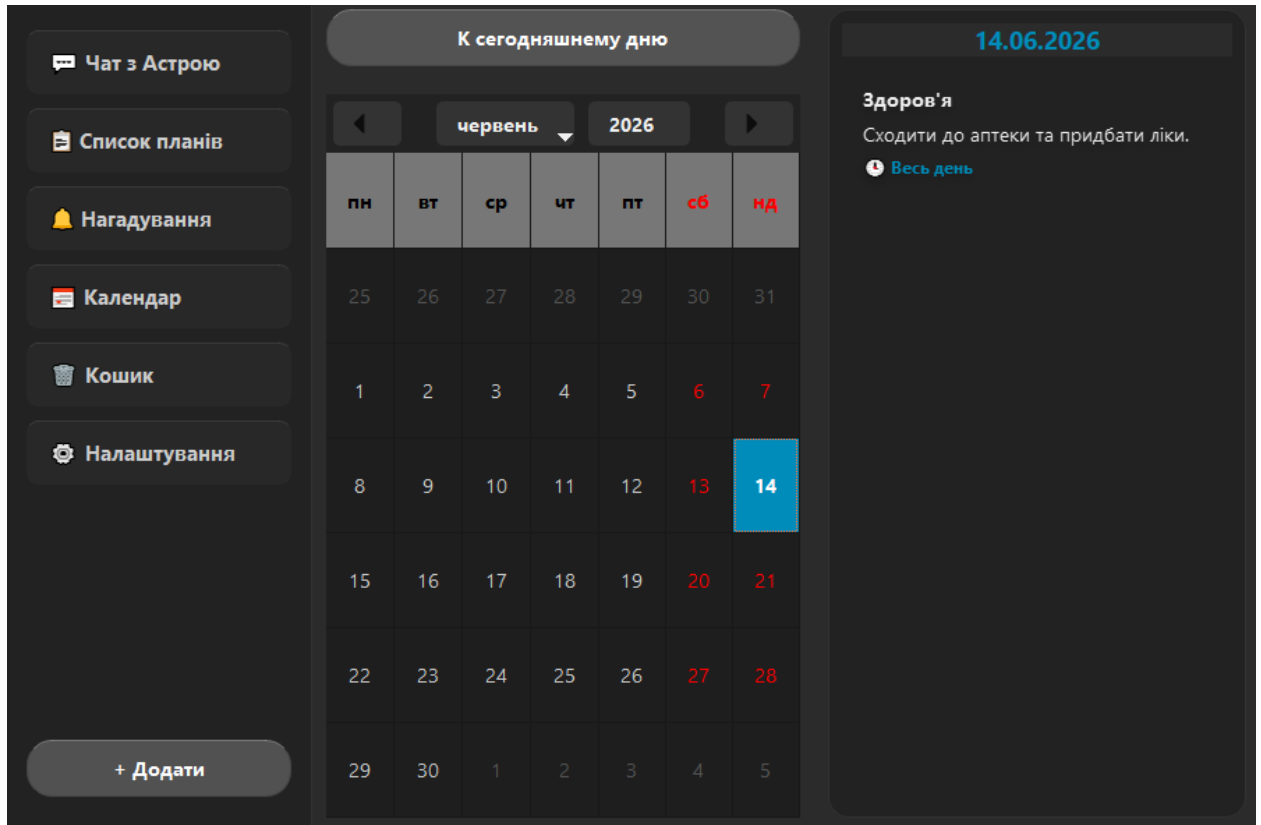 Чат з Астрою
Список планів
Нагадування
Календар
Кошик
Налаштування
+ Додати
К сегодняшнему дню
червень 2026
пн вт ср чт пт сб нд
25 26 27 28 29 30 31
1 2 3 4 5 6 7
8 9 10 11 12 13 14
15 16 17 18 19 20 21
22 23 24 25 26 27 28
29 30 1 2 3 4 5
14.06.2026
Здоров'я
Сходити до аптеки та придбати ліки.
Весь день